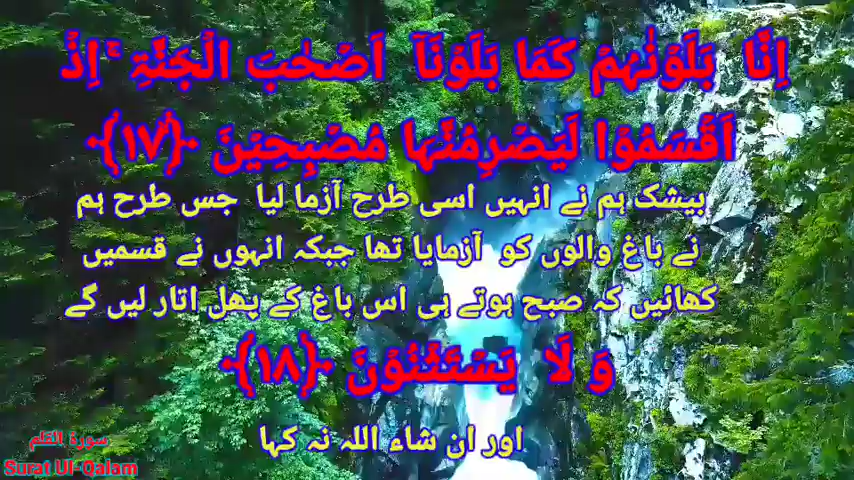 اِنَّا بَلَوْنٰہُمْ کَمَا بَلَوْنَاۤ اَصْحٰبَ الْجَنَّۃِ ۚ اِذْ
اَقْسَمُوْا لَیَصْرِمُنَّہَا مُصْبِحِیْنَ ﴿۱۷﴾
بیشک ہم نے انہیں اسی طرح آزما لیا جس طرح ہم
نے باغ والوں کو آزمایا تھا جبکہ انہوں نے قسمیں
کھائیں کہ صبح ہوتے ہی اس باغ کے پھل اتار لیں گے
وَ لَا یَسْتَثْنُوْنَ ﴿۱۸﴾
اور ان شاء اللہ نہ کہا
سورة القلم
Surat Ul-Qalam